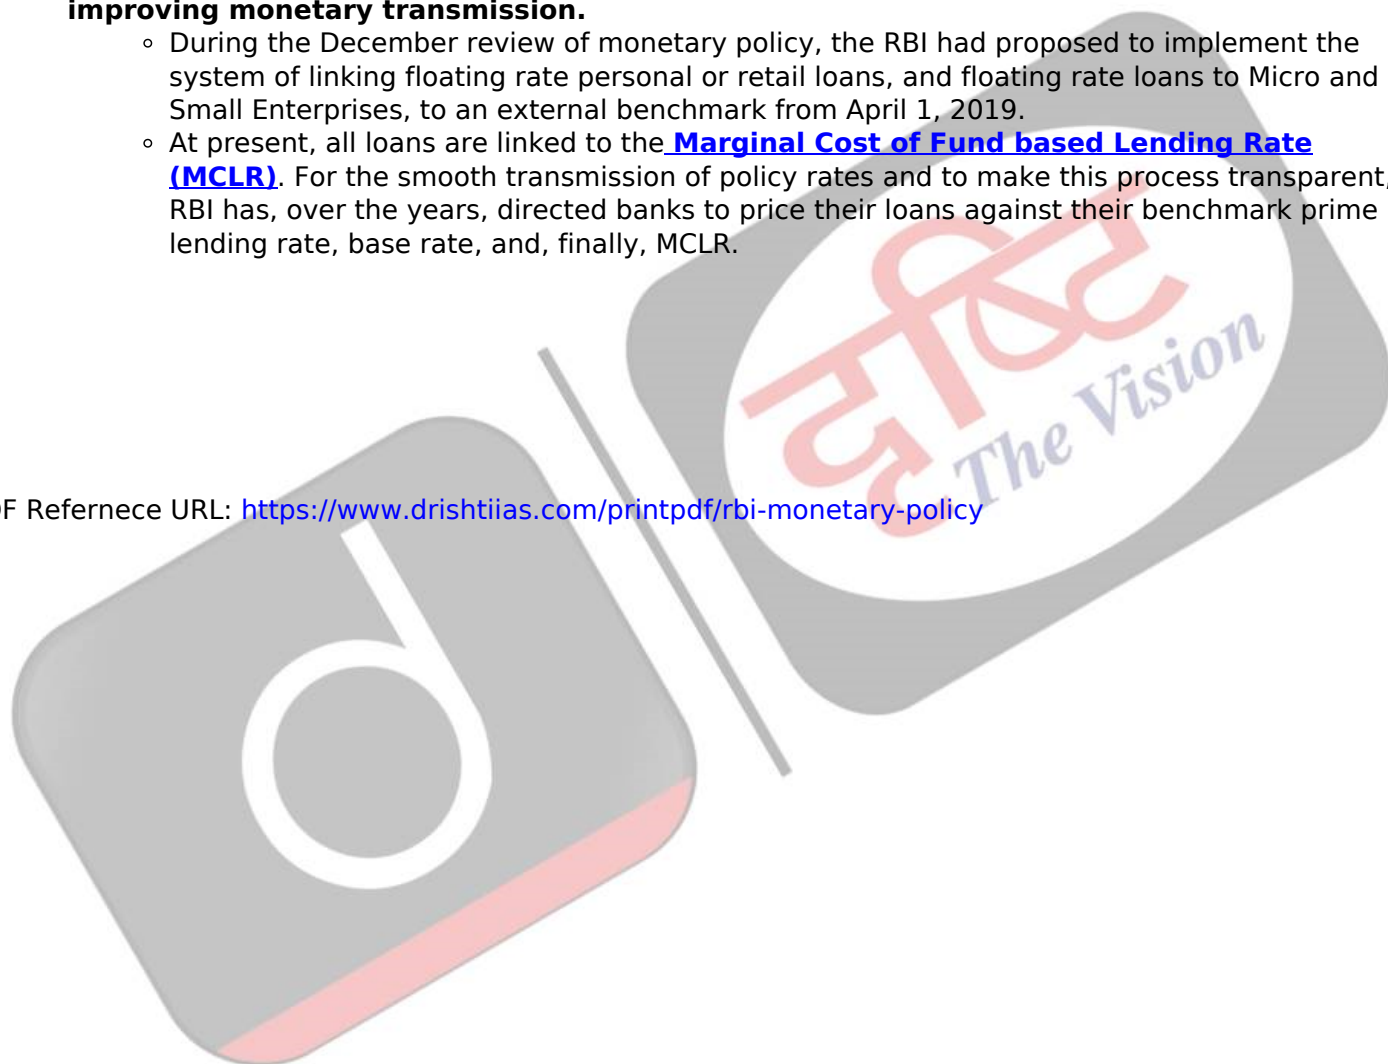 improving monetary transmission.
◦ During the December review of monetary policy, the RBI had proposed to implement the
system of linking floating rate personal or retail loans, and floating rate loans to Micro and
Small Enterprises, to an external benchmark from April 1, 2019.
◦ At present, all loans are linked to the Marginal Cost of Fund based Lending Rate
(MCLR). For the smooth transmission of policy rates and to make this process transparent,
RBI has, over the years, directed banks to price their loans against their benchmark prime
lending rate, base rate, and, finally, MCLR.
दृष्टि
The Vision
F Refernece URL: https://www.drishtiias.com/printpdf/rbi-monetary-policy
d